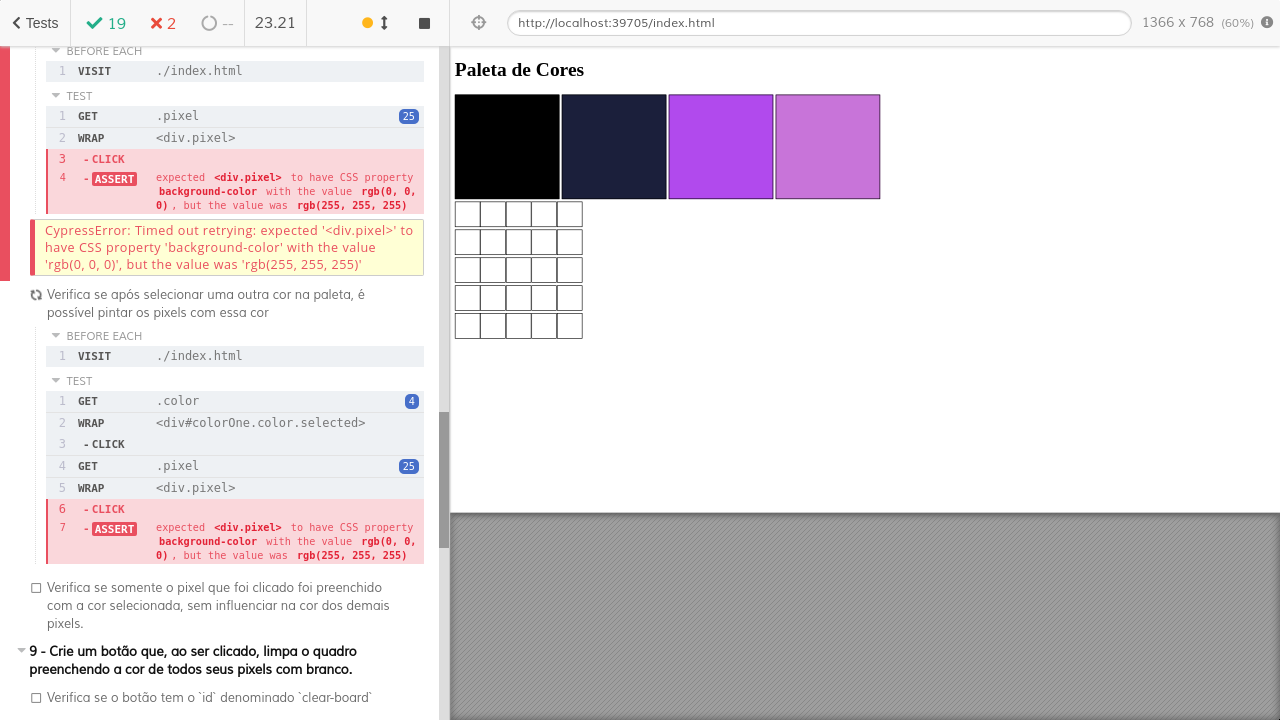 Tests 19 2 -- 23.21 http://localhost:39705/index.html 1366 x 768 (60%)
BEFORE EACH
1 VISIT ./index.html
TEST
1 GET .pixel 25
2 WRAP <div.pixel>
3 - CLICK
4 - ASSERT expected <div.pixel> to have CSS property
background-color with the value rgb(0, 0,
0) , but the value was rgb(255, 255, 255)
CypressError: Timed out retrying: expected '<div.pixel>' to
have CSS property 'background-color' with the value
'rgb(0, 0, 0)', but the value was 'rgb(255, 255, 255)'
Verifica se após selecionar uma outra cor na paleta, é
possível pintar os pixels com essa cor
BEFORE EACH
1 VISIT ./index.html
TEST
1 GET .color 4
2 WRAP <div#colorOne.color.selected>
3 - CLICK
4 GET .pixel 25
5 WRAP <div.pixel>
6 - CLICK
7 - ASSERT expected <div.pixel> to have CSS property
background-color with the value rgb(0, 0,
0) , but the value was rgb(255, 255, 255)
Verifica se somente o pixel que foi clicado foi preenchido
com a cor selecionada, sem influenciar na cor dos demais
pixels.
9 - Crie um botão que, ao ser clicado, limpa o quadro
preenchendo a cor de todos seus pixels com branco.
Verifica se o botão tem o `id` denominado `clear-board`
Paleta de Cores